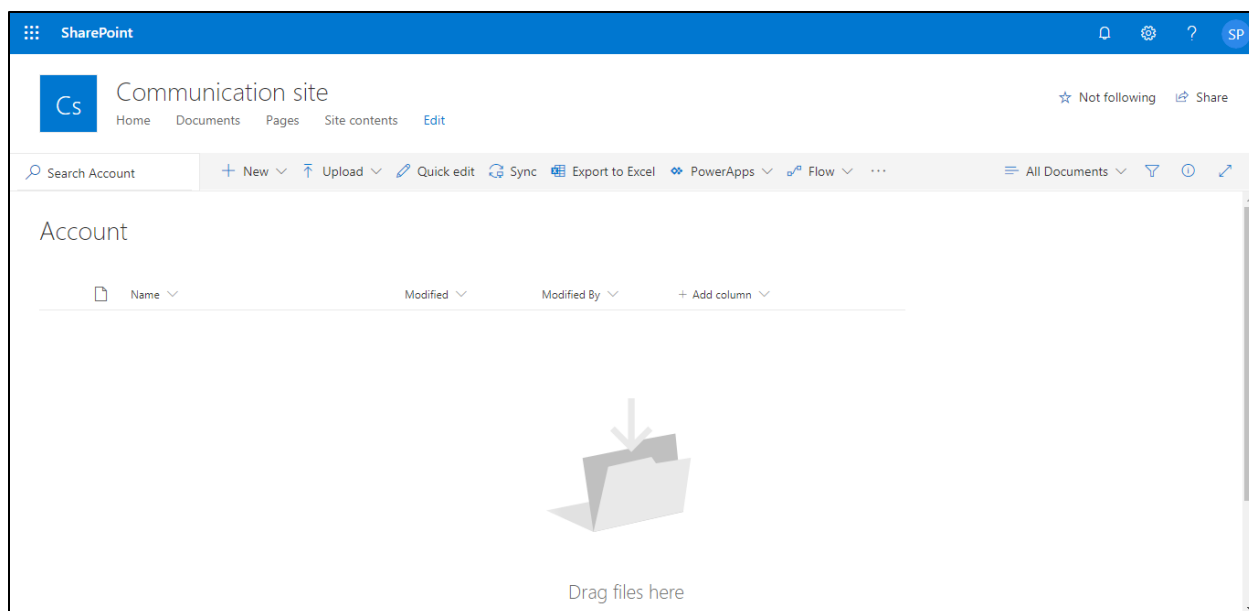 SharePoint
SP
Cs
Communication site
Home Documents Pages Site contents Edit
Not following Share
Search Account
+ New Upload Quick edit Sync Export to Excel PowerApps Flow ···
All Documents
Account
Name Modified Modified By + Add column
Drag files here